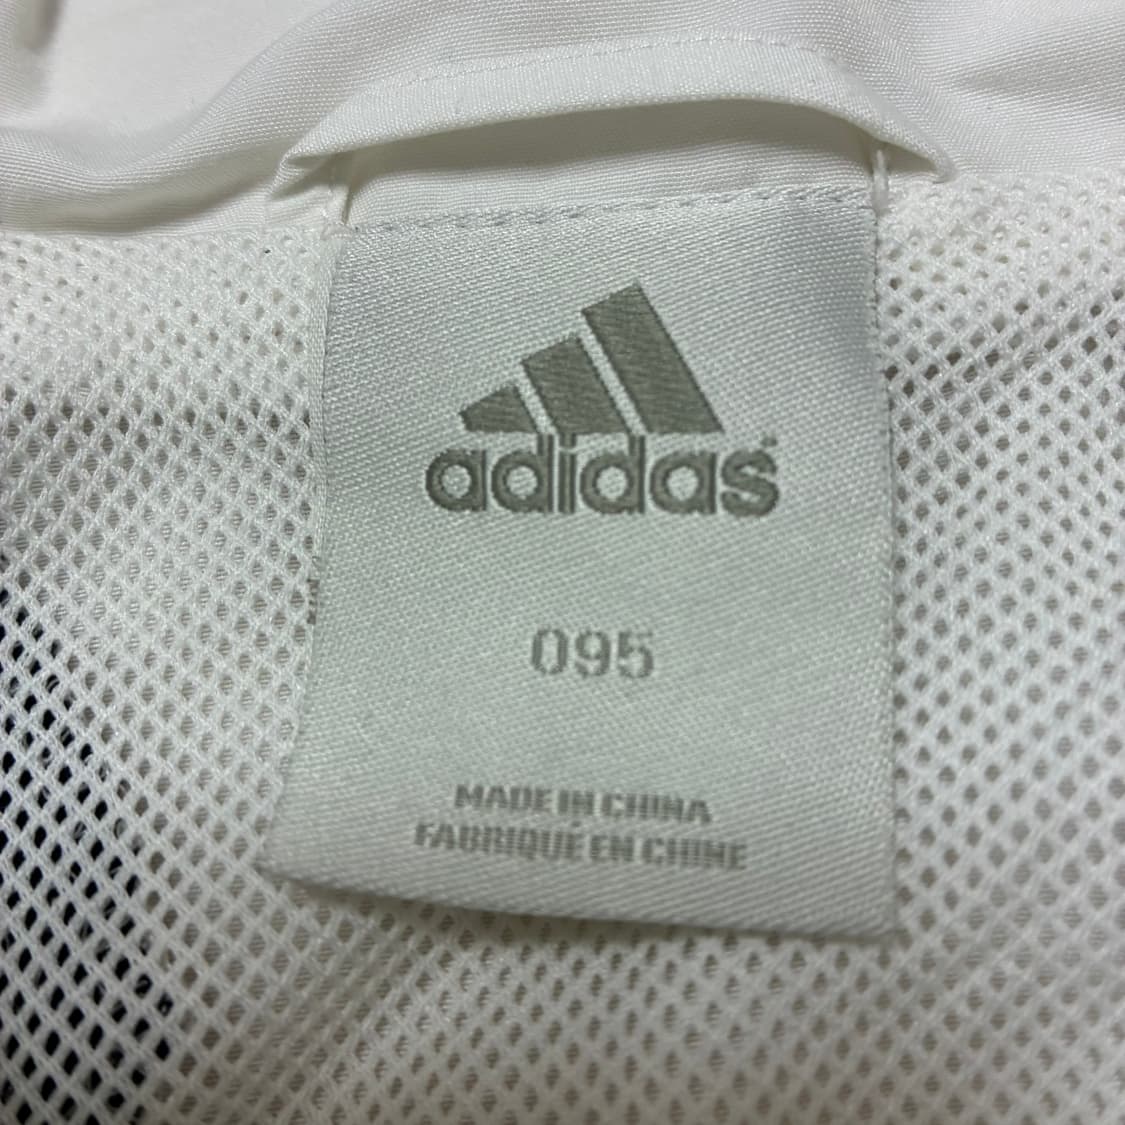 adidas
095
MADE IN CHINA
FABRIQUÉ EN CHINE